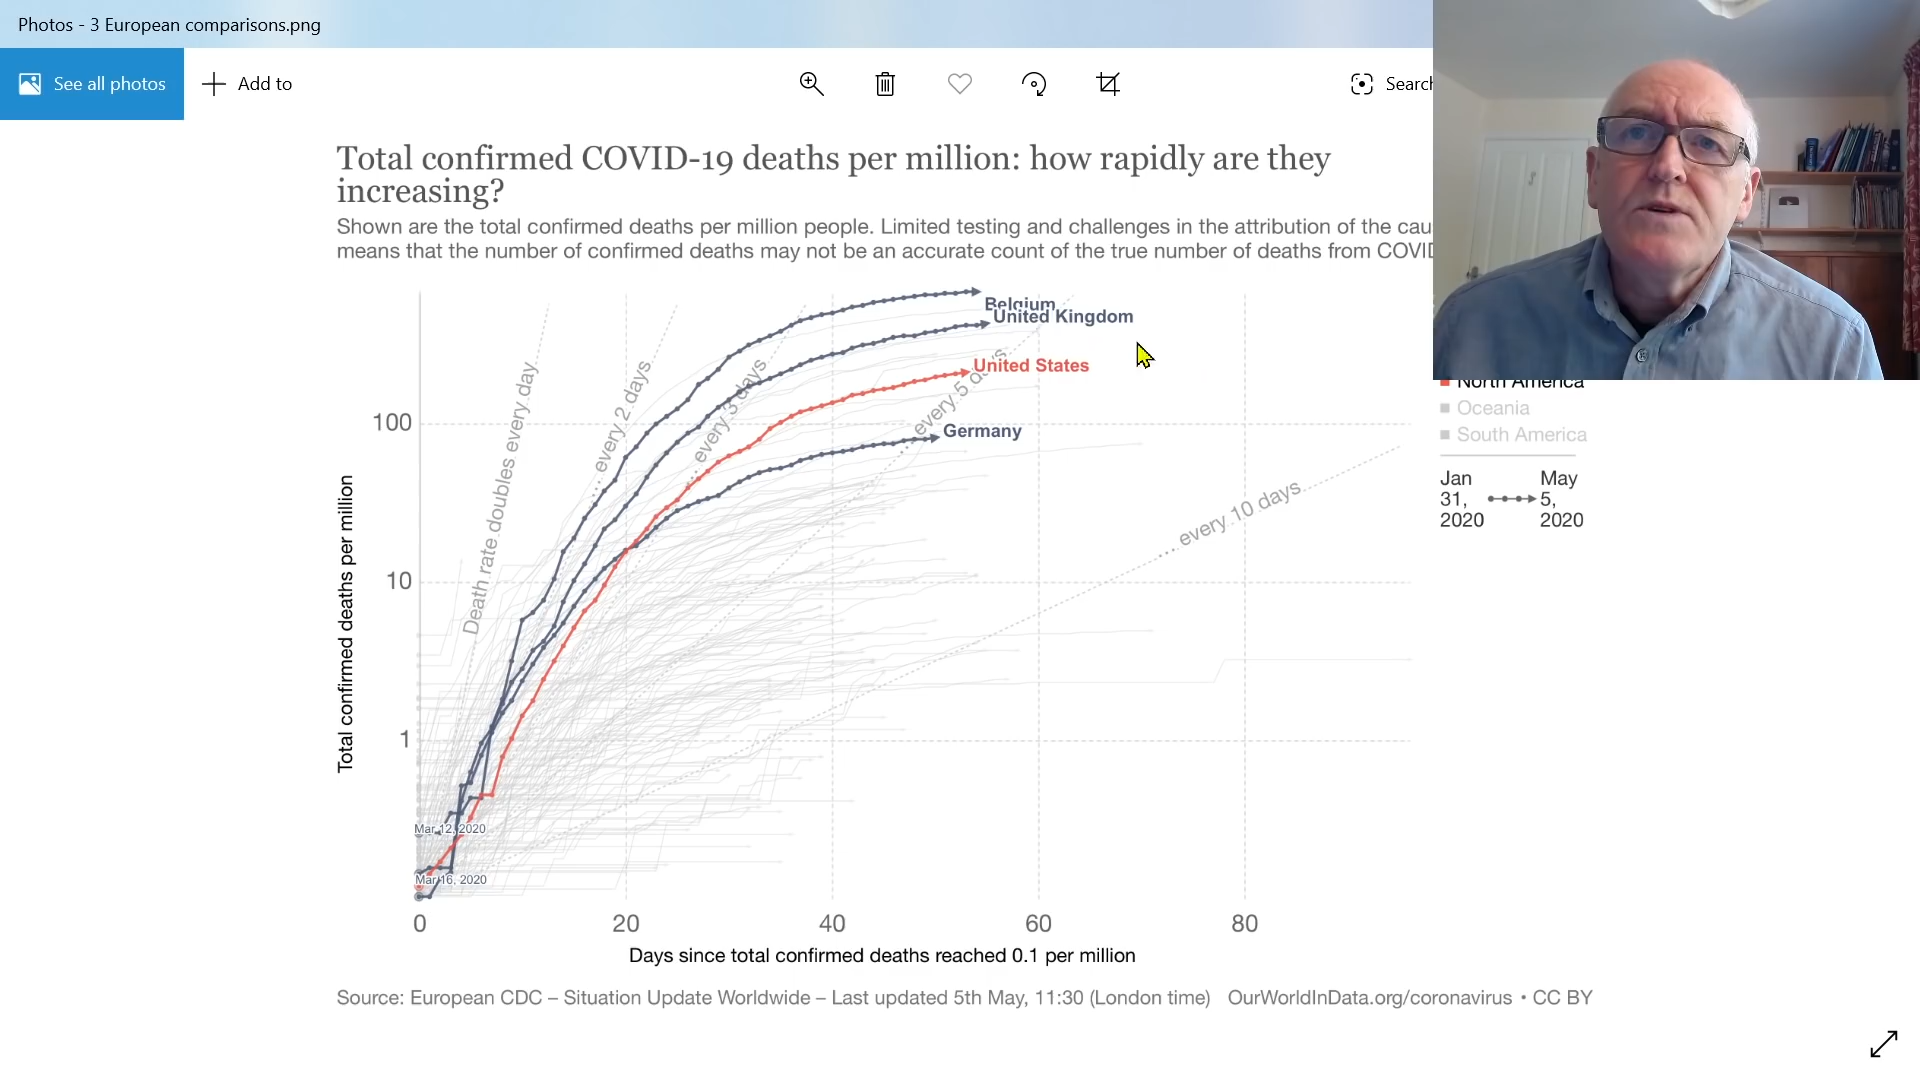 Photos - 3 European comparisons.png
See all photos
Add to
Search
Total confirmed COVID-19 deaths per million: how rapidly are they
increasing?
Shown are the total confirmed deaths per million people. Limited testing and challenges in the attribution of the cau
means that the number of confirmed deaths may not be an accurate count of the true number of deaths from COVID
Belgium
United Kingdom
United States
Germany
Death rate doubles every day
every 2 days
every 3 days
every 5 days
every 10 days
North America
Oceania
South America
Jan
31,
2020
May
5,
2020
100
10
1
Total confirmed deaths per million
Mar 12, 2020
Mar 16, 2020
0
20
40
60
80
Days since total confirmed deaths reached 0.1 per million
Source: European CDC – Situation Update Worldwide – Last updated 5th May, 11:30 (London time)
OurWorldInData.org/coronavirus • CC BY